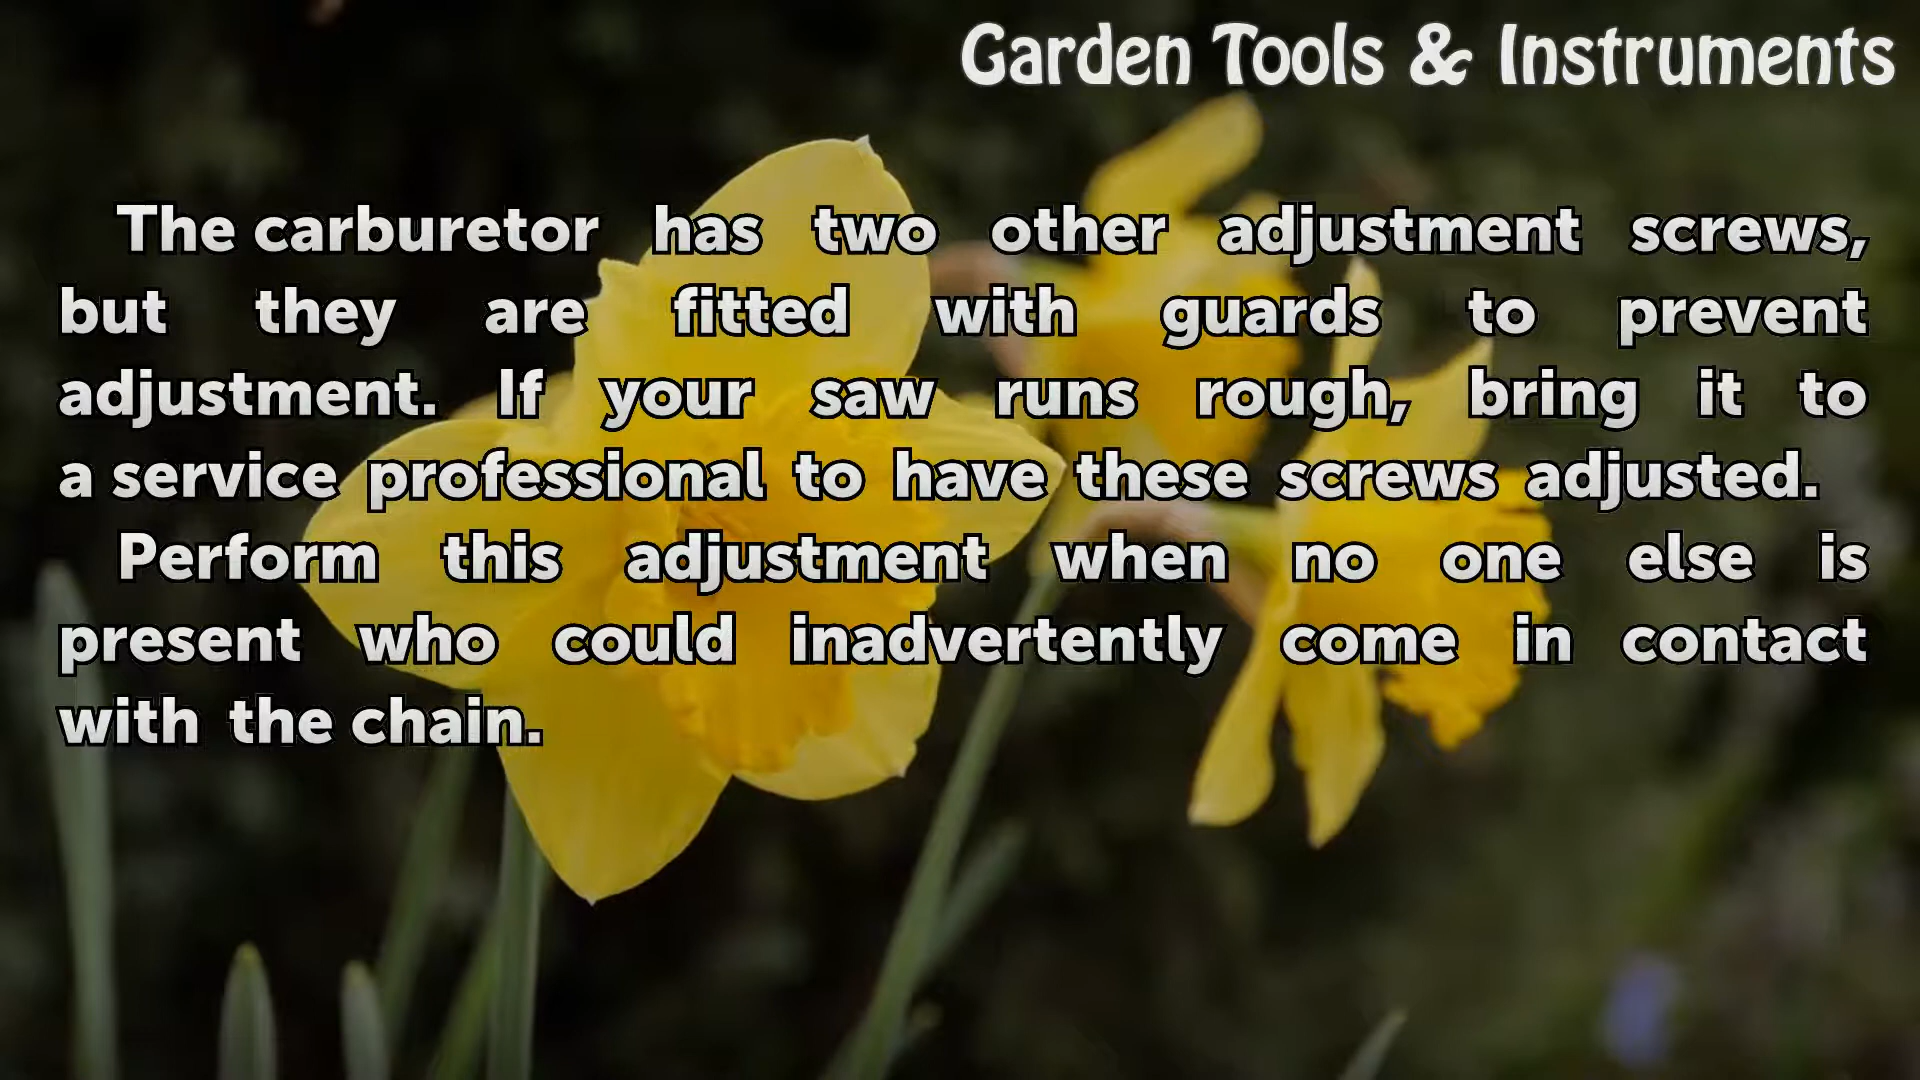 Garden Tools & Instruments
The carburetor has two other adjustment screws,
but they are fitted with guards to prevent
adjustment. If your saw runs rough, bring it to
a service professional to have these screws adjusted.
Perform this adjustment when no one else is
present who could inadvertently come in contact
with the chain.